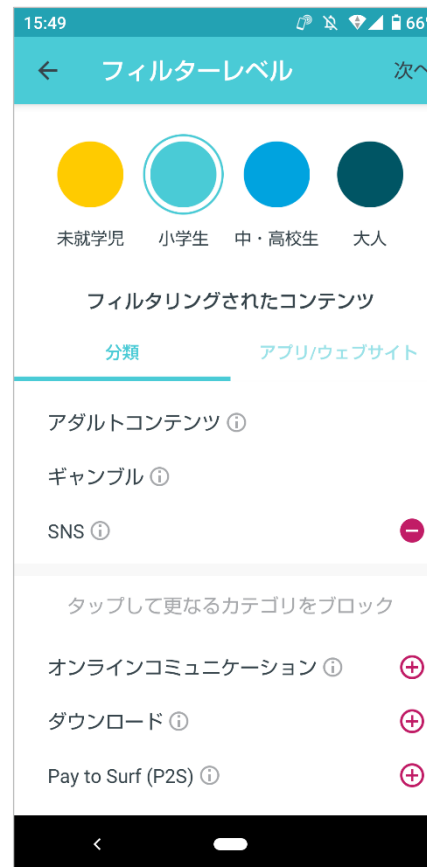 15:49 66%
フィルターレベル 次へ
未就学児 小学生 中・高校生 大人
フィルタリングされたコンテンツ
分類 アプリ/ウェブサイト
アダルトコンテンツ
ギャンブル
SNS
タップして更なるカテゴリをブロック
オンラインコミュニケーション
ダウンロード
Pay to Surf (P2S)